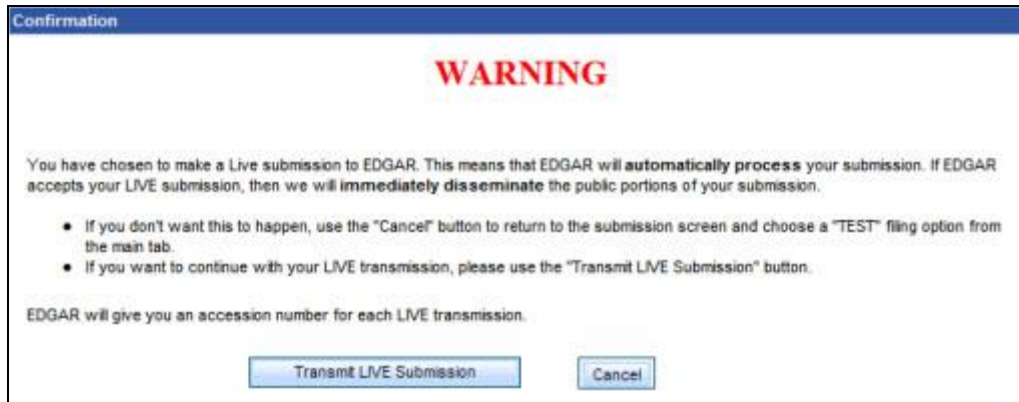 Confirmation
WARNING
You have chosen to make a Live submission to EDGAR. This means that EDGAR will automatically process your submission. If EDGAR
accepts your LIVE submission, then we will immediately disseminate the public portions of your submission.
• If you don't want this to happen, use the "Cancel" button to return to the submission screen and choose a "TEST" filing option from
the main tab.
• If you want to continue with your LIVE transmission, please use the "Transmit LIVE Submission" button.
EDGAR will give you an accession number for each LIVE transmission.
Transmit LIVE Submission Cancel